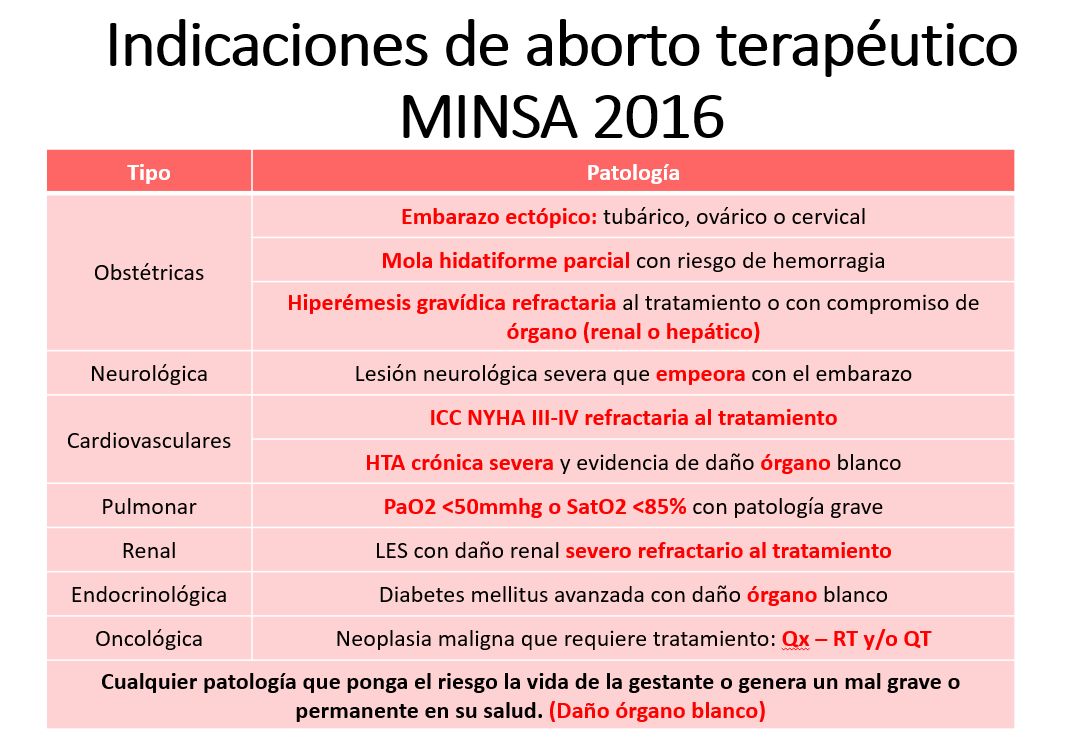 Indicaciones de aborto terapéutico
MINSA 2016
Tipo
Patología
Obstétricas
Embarazo ectópico: tubárico, ovárico o cervical
Mola hidatiforme parcial con riesgo de hemorragia
Hiperémesis gravídica refractaria al tratamiento o con compromiso de
órgano (renal o hepático)
Neurológica
Lesión neurológica severa que empeora con el embarazo
Cardiovasculares
ICC NYHA III-IV refractaria al tratamiento
HTA crónica severa y evidencia de daño órgano blanco
Pulmonar
PaO2 <50mmhg o SatO2 <85% con patología grave
Renal
LES con daño renal severo refractario al tratamiento
Endocrinológica
Diabetes mellitus avanzada con daño órgano blanco
Oncológica
Neoplasia maligna que requiere tratamiento: Qx – RT y/o QT
Cualquier patología que ponga el riesgo la vida de la gestante o genera un mal grave o
permanente en su salud. (Daño órgano blanco)